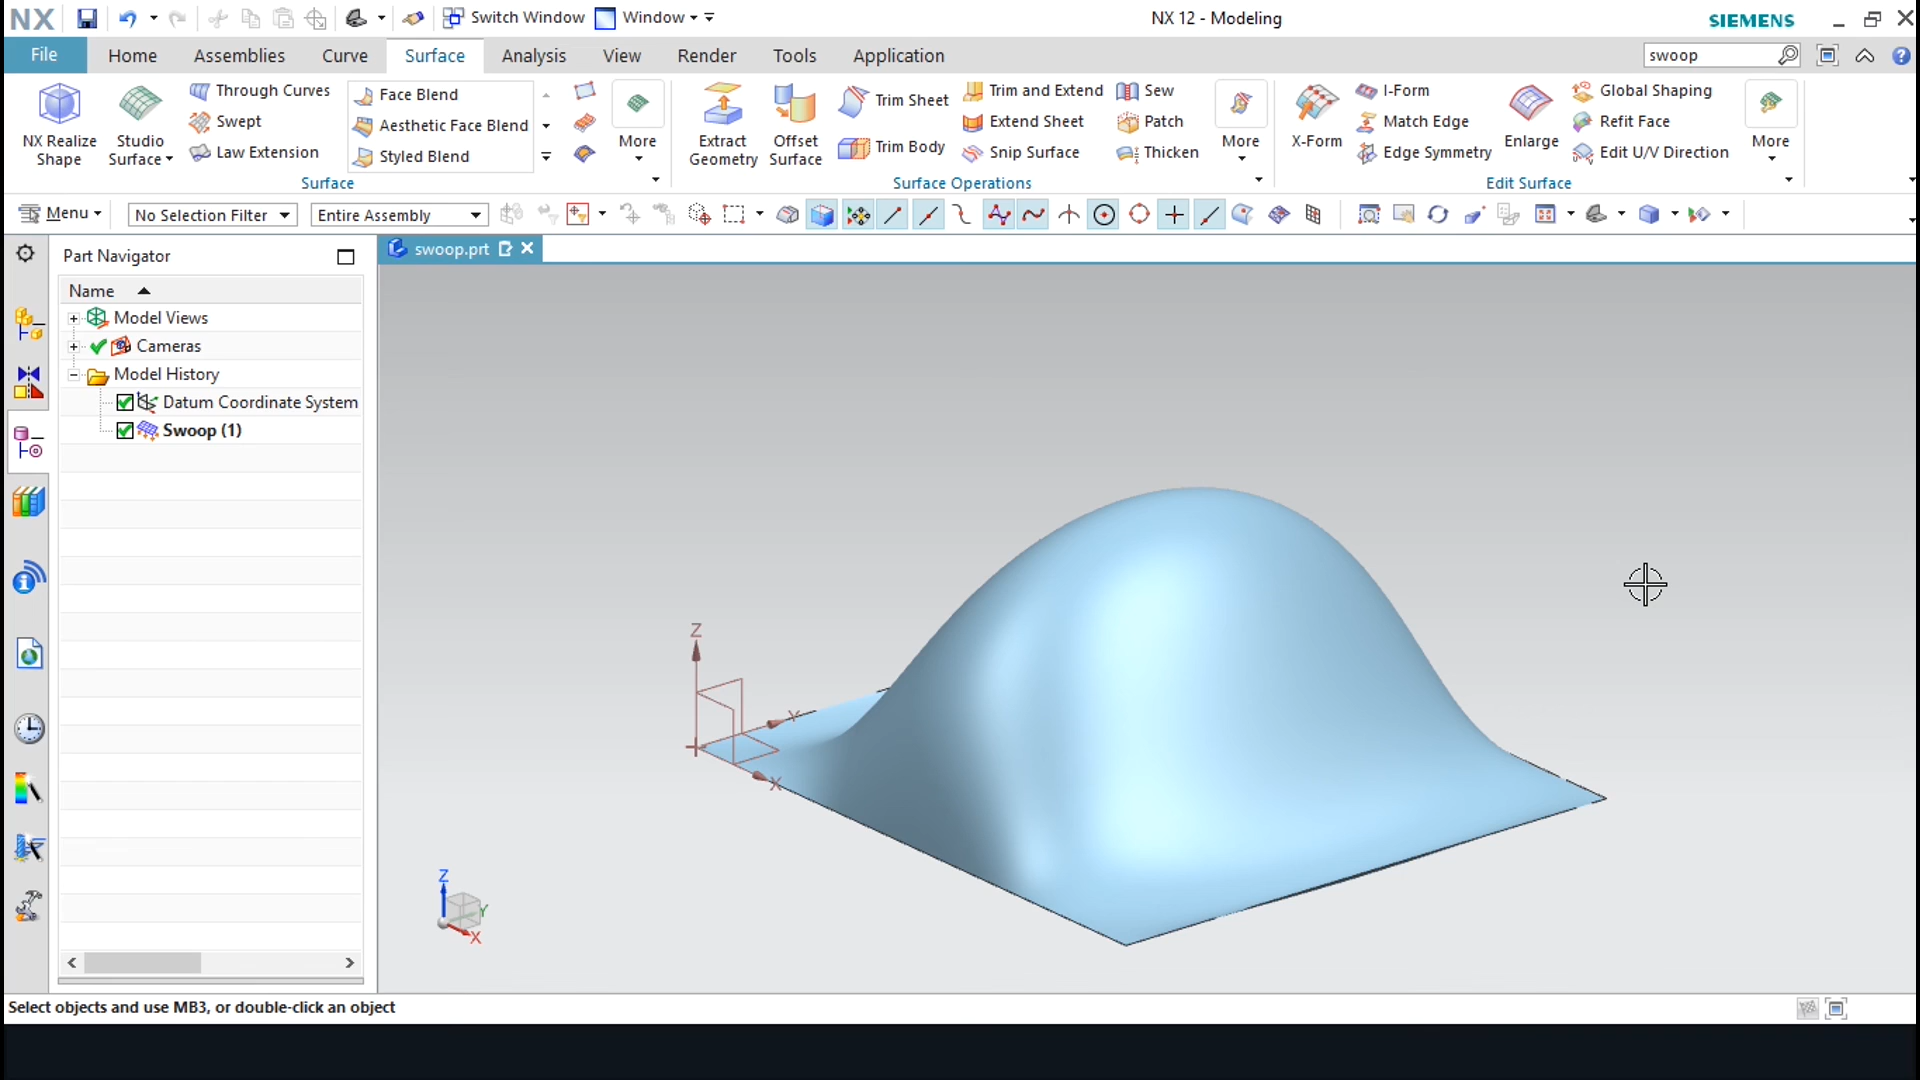 NX Switch Window Window NX 12 - Modeling SIEMENS
File Home Assemblies Curve Surface Analysis View Render Tools Application swoop
NX Realize Shape
Studio Surface
Through Curves
Swept
Law Extension
Face Blend
Aesthetic Face Blend
Styled Blend
More
Surface
Extract Geometry
Offset Surface
Trim Sheet
Trim Body
Trim and Extend
Extend Sheet
Snip Surface
Sew
Patch
Thicken
More
Surface Operations
X-Form
I-Form
Match Edge
Edge Symmetry
Enlarge
Global Shaping
Refit Face
Edit U/V Direction
More
Edit Surface
Menu No Selection Filter Entire Assembly
Part Navigator
swoop.prt
Name
Model Views
Cameras
Model History
Datum Coordinate System
Swoop (1)
Z
Y
X
Z
Y
X
Select objects and use MB3, or double-click an object